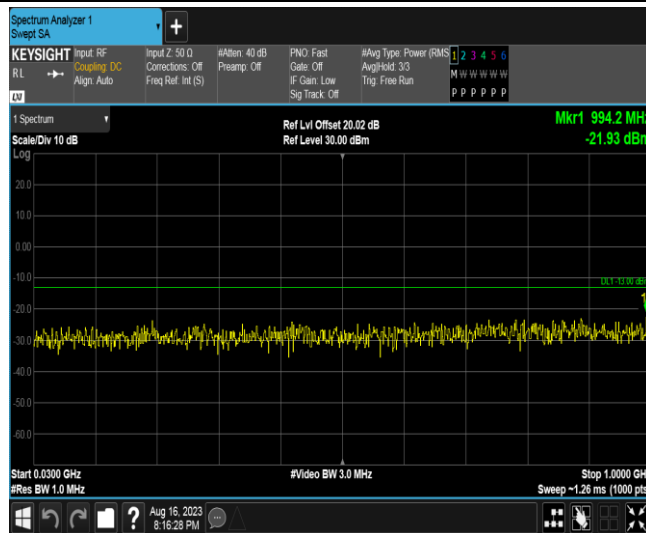 Spectrum Analyzer 1
Swept SA
+
KEYSIGHT Input: RF Input Z: 50 Ω #Atten: 40 dB PNO: Fast #Avg Type: Power (RMS 1 2 3 4 5 6
RL Coupling: DC Corrections: Off Preamp: Off Gate: Off Avg|Hold: 3/3 M W W W W W
Align: Auto Freq Ref: Int (S) IF Gain: Low Trig: Free Run
Sig Track: Off P P P P P P
LXI
1 Spectrum Ref Lvl Offset 20.02 dB Mkr1 994.2 MHz
Scale/Div 10 dB Ref Level 30.00 dBm -21.93 dBm
Log
20.0
10.0
0.00
-10.0
DL1 -13.00 dBm
1
-20.0
-30.0
-40.0
-50.0
-60.0
Start 0.0300 GHz #Video BW 3.0 MHz Stop 1.0000 GH
#Res BW 1.0 MHz Sweep ~1.26 ms (1000 pts
? Aug 16, 2023
8:16:28 PM